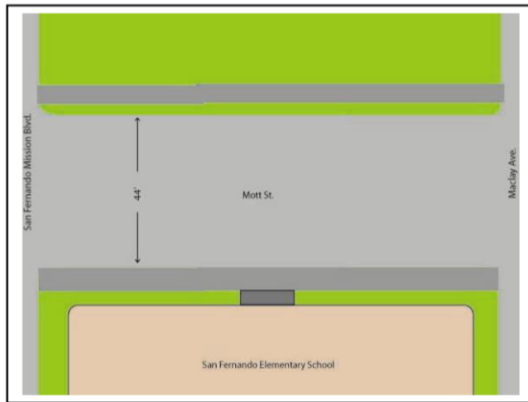 San Fernando Mission Blvd.
44'
Mott St.
Maclay Ave.
San Fernando Elementary School